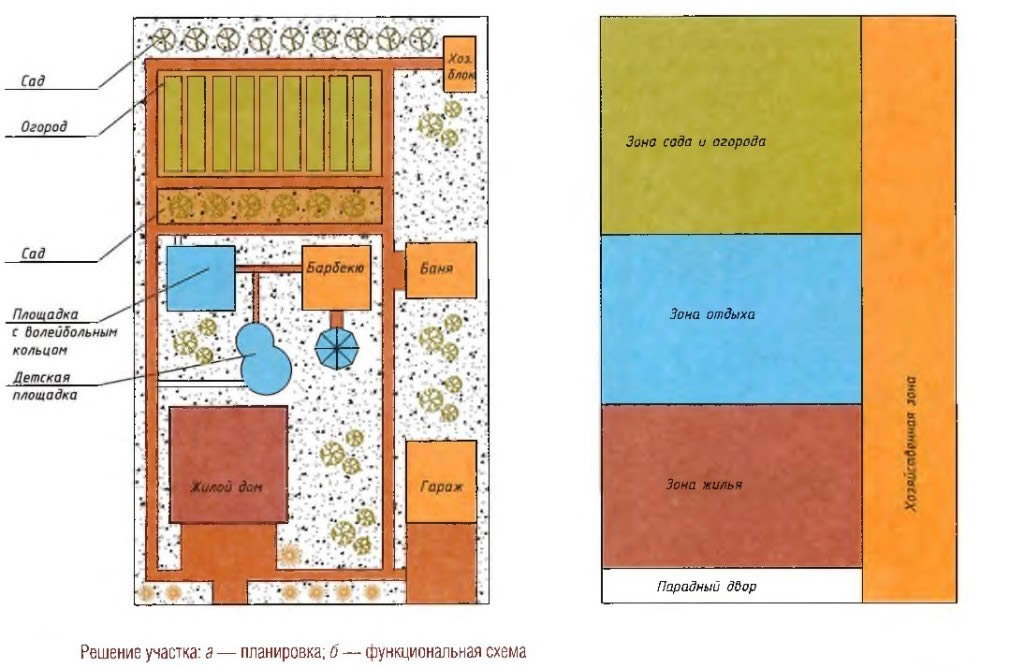 Сад
Огород
Сад
Площадка
с волейбольным
кольцом
Детская
площадка
Хоз.
блок
Барбекю
Баня
Жилой дом
Гараж
Зона сада и огорода
Зона отдыха
Зона жилья
Парадный двор
Хозяйственная зона
Решение участка: а — планировка; б — функциональная схема